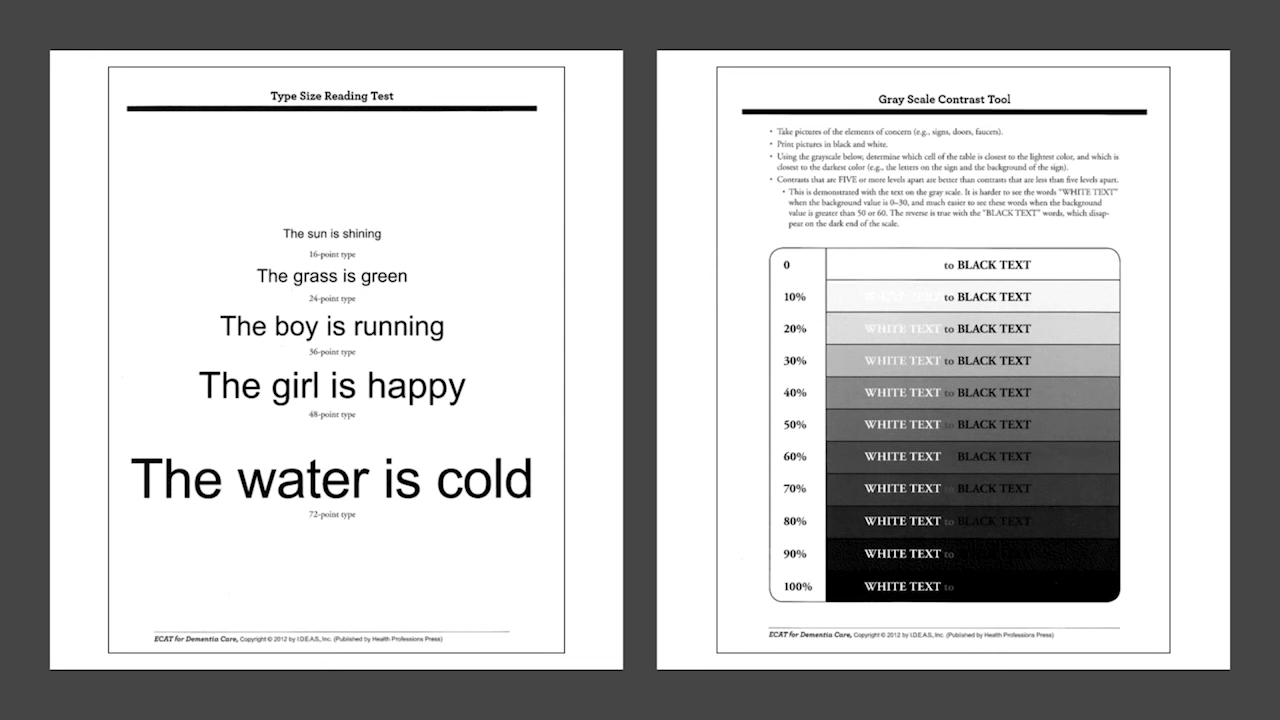 Type Size Reading Test
The sun is shining
16-point type
The grass is green
24-point type
The boy is running
36-point type
The girl is happy
48-point type
The water is cold
72-point type
ECAT for Dementia Care, Copyright © 2012 by I.D.E.A.S., Inc. (Published by Health Professions Press)
Gray Scale Contrast Tool
• Take pictures of the elements of concern (e.g., signs, doors, faucets).
• Print pictures in black and white.
• Using the grayscale below, determine which cell of the table is closest to the lightest color, and which is
closest to the darkest color (e.g., the letters on the sign and the background of the sign).
• Contrasts that are FIVE or more levels apart are better than contrasts that are less than five levels apart.
• This is demonstrated with the text on the gray scale. It is harder to see the words "WHITE TEXT"
when the background value is 0–30, and much easier to see these words when the background
value is greater than 50 or 60. The reverse is true with the "BLACK TEXT" words, which disap-
pear on the dark end of the scale.
0 to BLACK TEXT
10% WHITE TEXT to BLACK TEXT
20% WHITE TEXT to BLACK TEXT
30% WHITE TEXT to BLACK TEXT
40% WHITE TEXT to BLACK TEXT
50% WHITE TEXT to BLACK TEXT
60% WHITE TEXT BLACK TEXT
70% WHITE TEXT to BLACK TEXT
80% WHITE TEXT to BLACK TEXT
90% WHITE TEXT to
100% WHITE TEXT to
ECAT for Dementia Care, Copyright © 2012 by I.D.E.A.S., Inc. (Published by Health Professions Press)